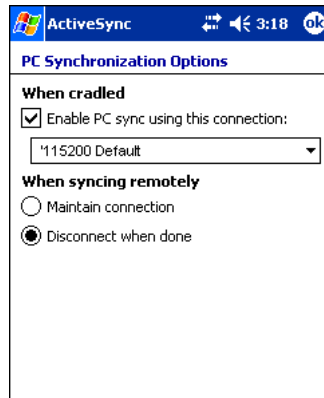 ActiveSync 3:18 ok
PC Synchronization Options
When cradled
Enable PC sync using this connection:
'115200 Default
When syncing remotely
Maintain connection
Disconnect when done